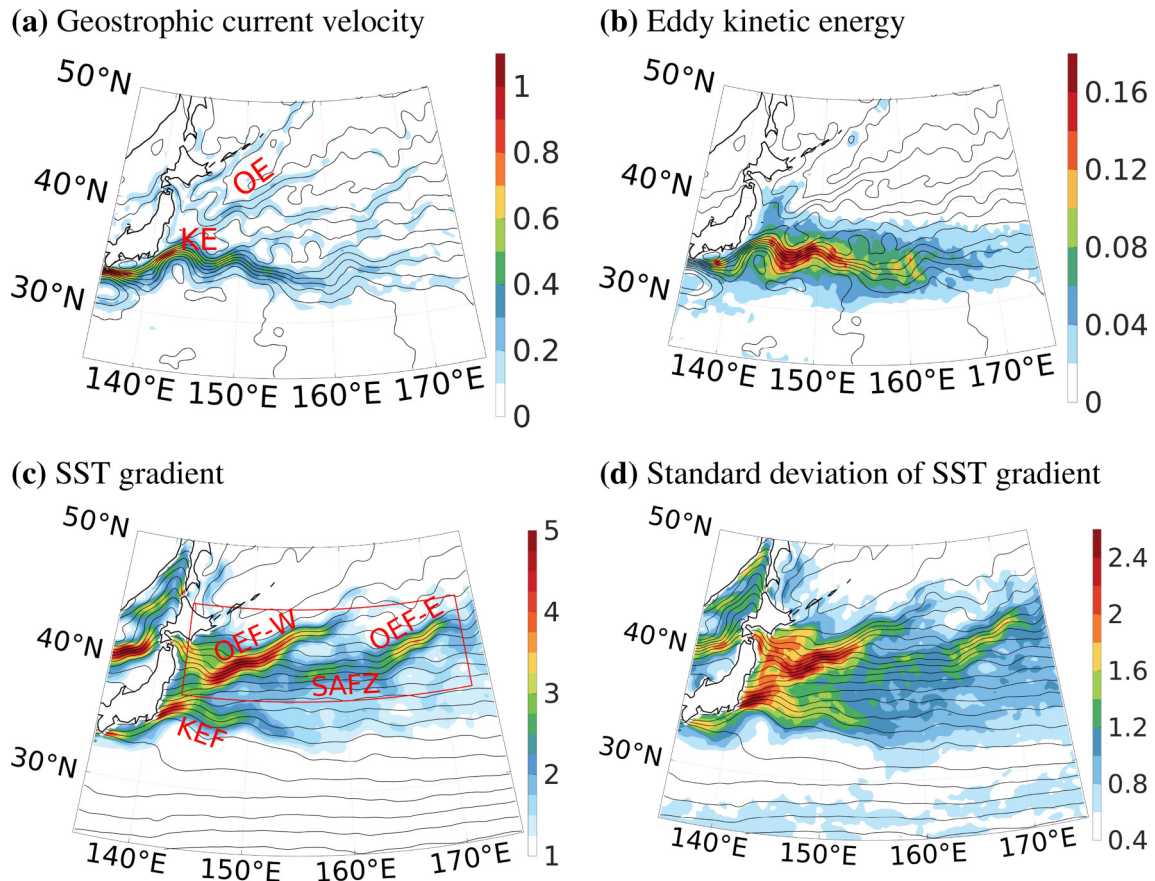 (a) Geostrophic current velocity
50°N
40°N
30°N
140°E 150°E 160°E 170°E
OE
KE
1
0.8
0.6
0.4
0.2
0
(b) Eddy kinetic energy
50°N
40°N
30°N
140°E 150°E 160°E 170°E
0.16
0.12
0.08
0.04
0
(c) SST gradient
50°N
40°N
30°N
140°E 150°E 160°E 170°E
OEF-W
OEF-E
SAFZ
KEF
5
4
3
2
1
(d) Standard deviation of SST gradient
50°N
40°N
30°N
140°E 150°E 160°E 170°E
2.4
2
1.6
1.2
0.8
0.4